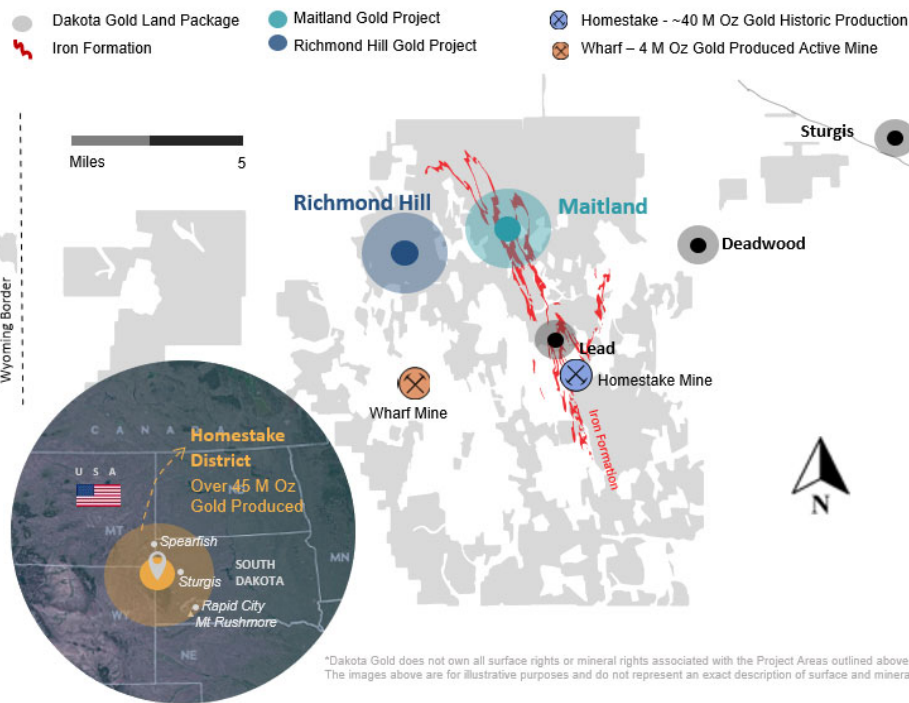 Dakota Gold Land Package
Iron Formation
Maitland Gold Project
Richmond Hill Gold Project
Homestake - ~40 M Oz Gold Historic Production
Wharf – 4 M Oz Gold Produced Active Mine
Wyoming Border
Miles
5
Sturgis
Richmond Hill
Maitland
Deadwood
Lead
Homestake Mine
Wharf Mine
Iron Formation
N
CANADA
Homestake
District
Over 45 M Oz
Gold Produced
USA
ND
MT
MN
Spearfish
SOUTH
DAKOTA
Sturgis
Rapid City
WY
Mt Rushmore
NE
*Dakota Gold does not own all surface rights or mineral rights associated with the Project Areas outlined above
The images above are for illustrative purposes and do not represent an exact description of surface and minera